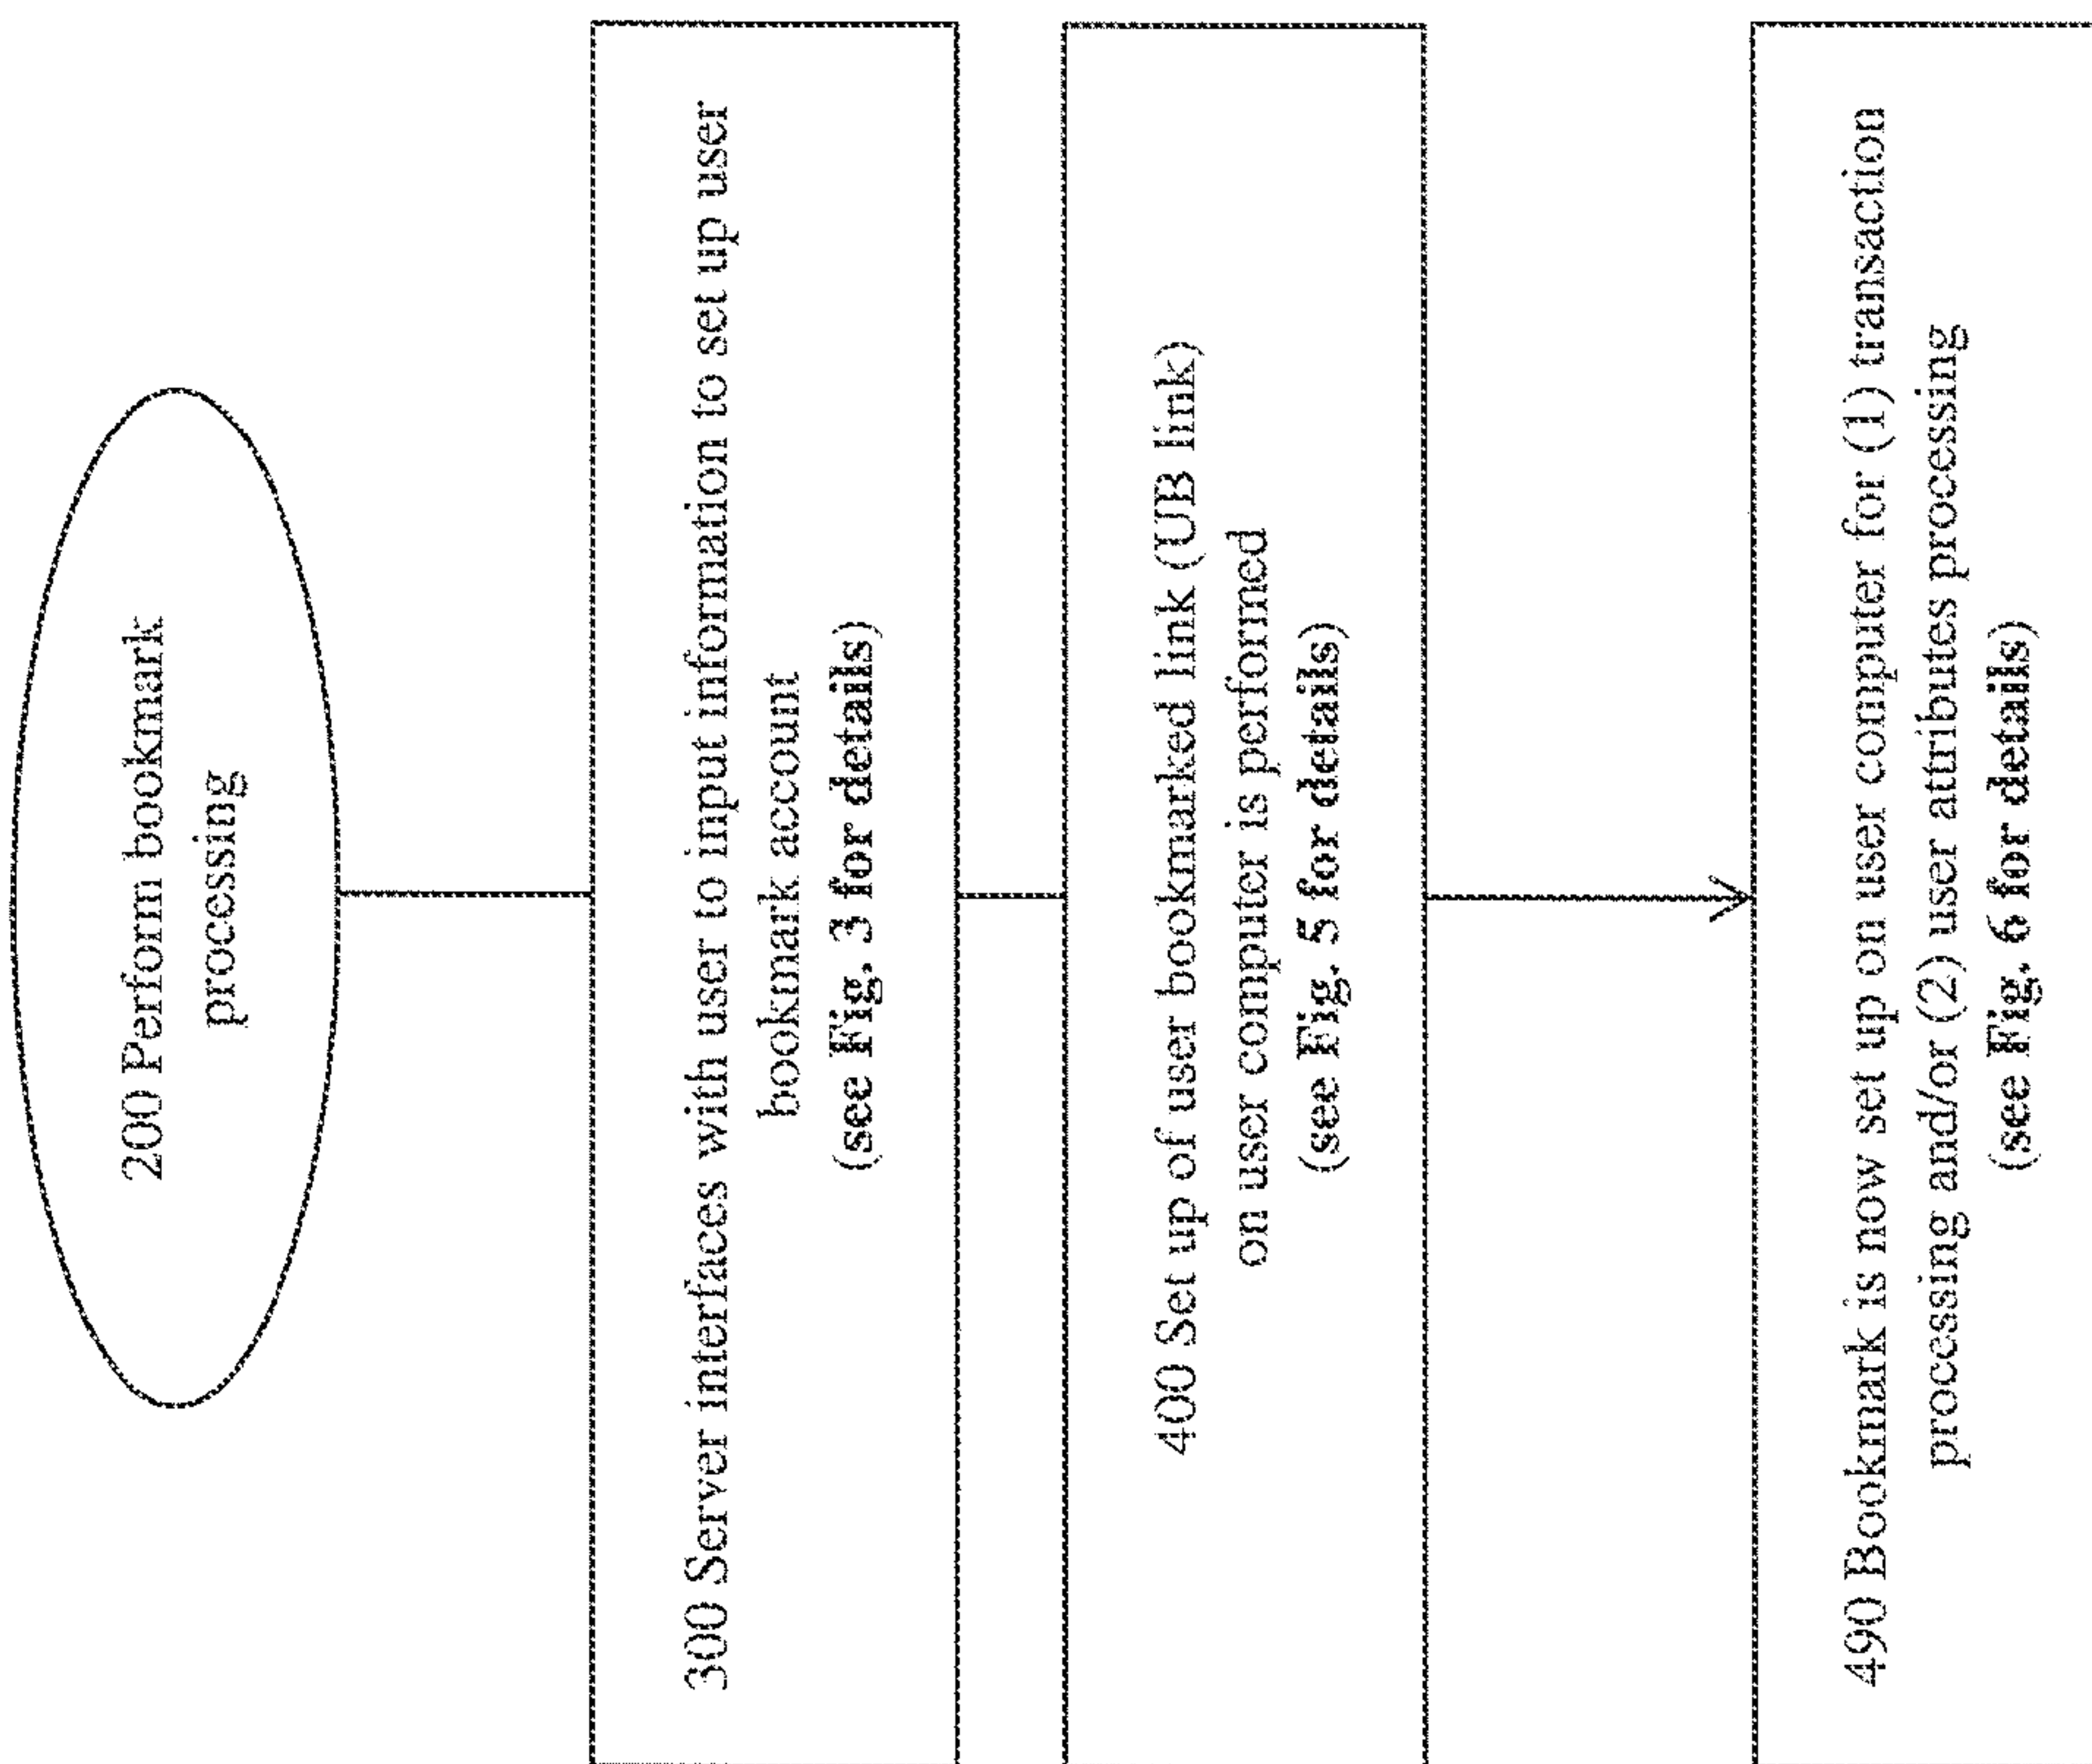 200 Perform bookmark
processing
300 Server interfaces with user to input information to set up user
bookmark account
(see Fig. 3 for details)
400 Set up of user bookmarked link (UB link)
on user computer is performed
(see Fig. 5 for details)
490 Bookmark is now set up on user computer for (1) transaction
processing and/or (2) user attributes processing
(see Fig. 6 for details)